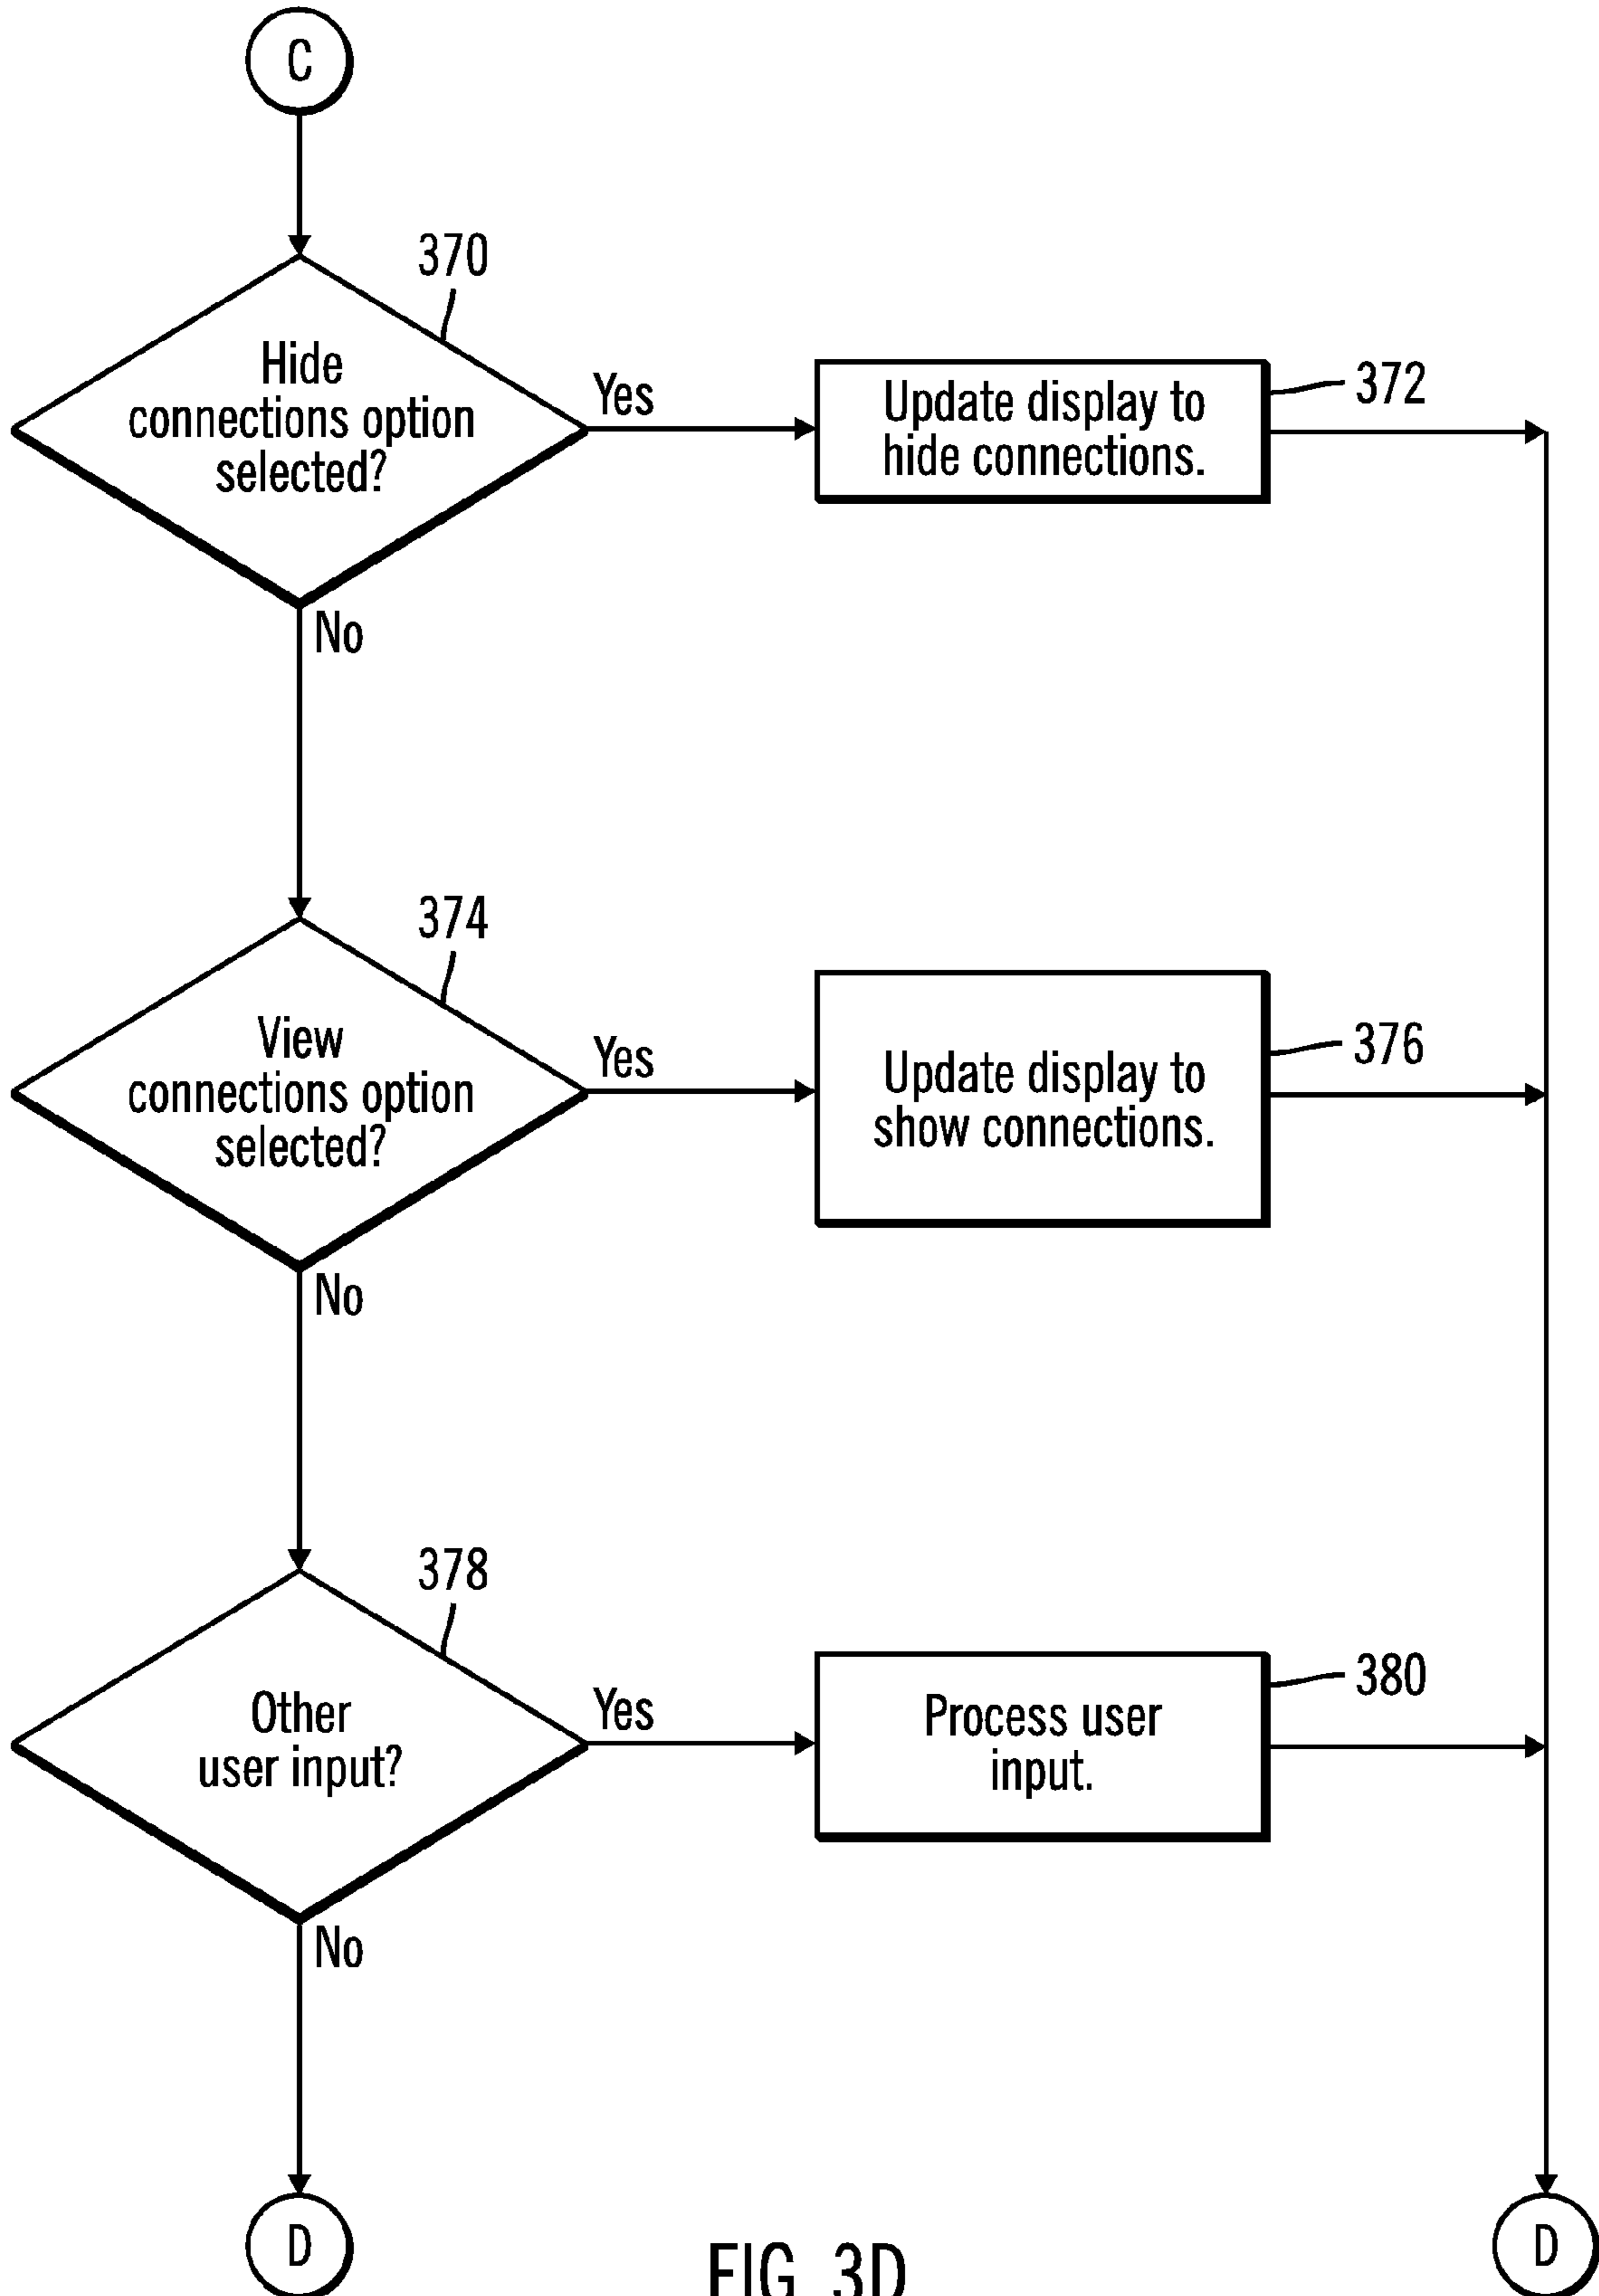 C
370
Hide
connections option
selected?
Yes
Update display to
hide connections.
372
No
374
View
connections option
selected?
Yes
Update display to
show connections.
376
No
378
Other
user input?
Yes
Process user
input.
380
No
D
FIG. 3D
D